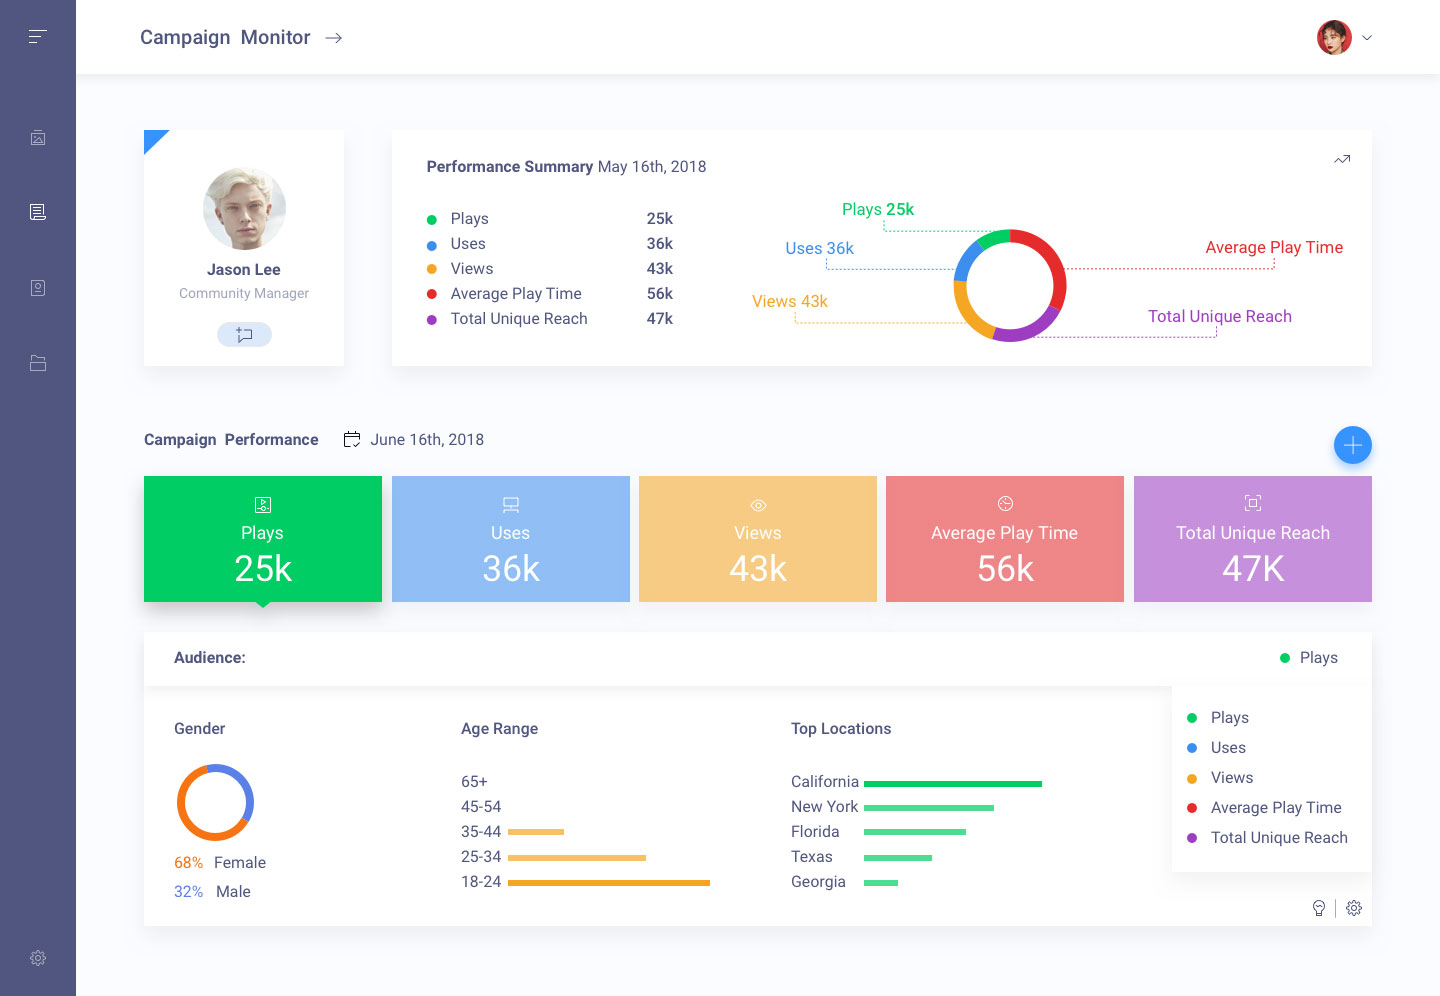 Campaign Monitor
Jason Lee
Community Manager
Performance Summary May 16th, 2018
Plays 25k
Uses 36k
Views 43k
Average Play Time 56k
Total Unique Reach 47k
Plays 25k
Uses 36k
Views 43k
Average Play Time
Total Unique Reach
Campaign Performance June 16th, 2018
Plays
25k
Uses
36k
Views
43k
Average Play Time
56k
Total Unique Reach
47K
Audience:
Plays
Gender
68% Female
32% Male
Age Range
65+
45-54
35-44
25-34
18-24
Top Locations
California
New York
Florida
Texas
Georgia
Plays
Uses
Views
Average Play Time
Total Unique Reach